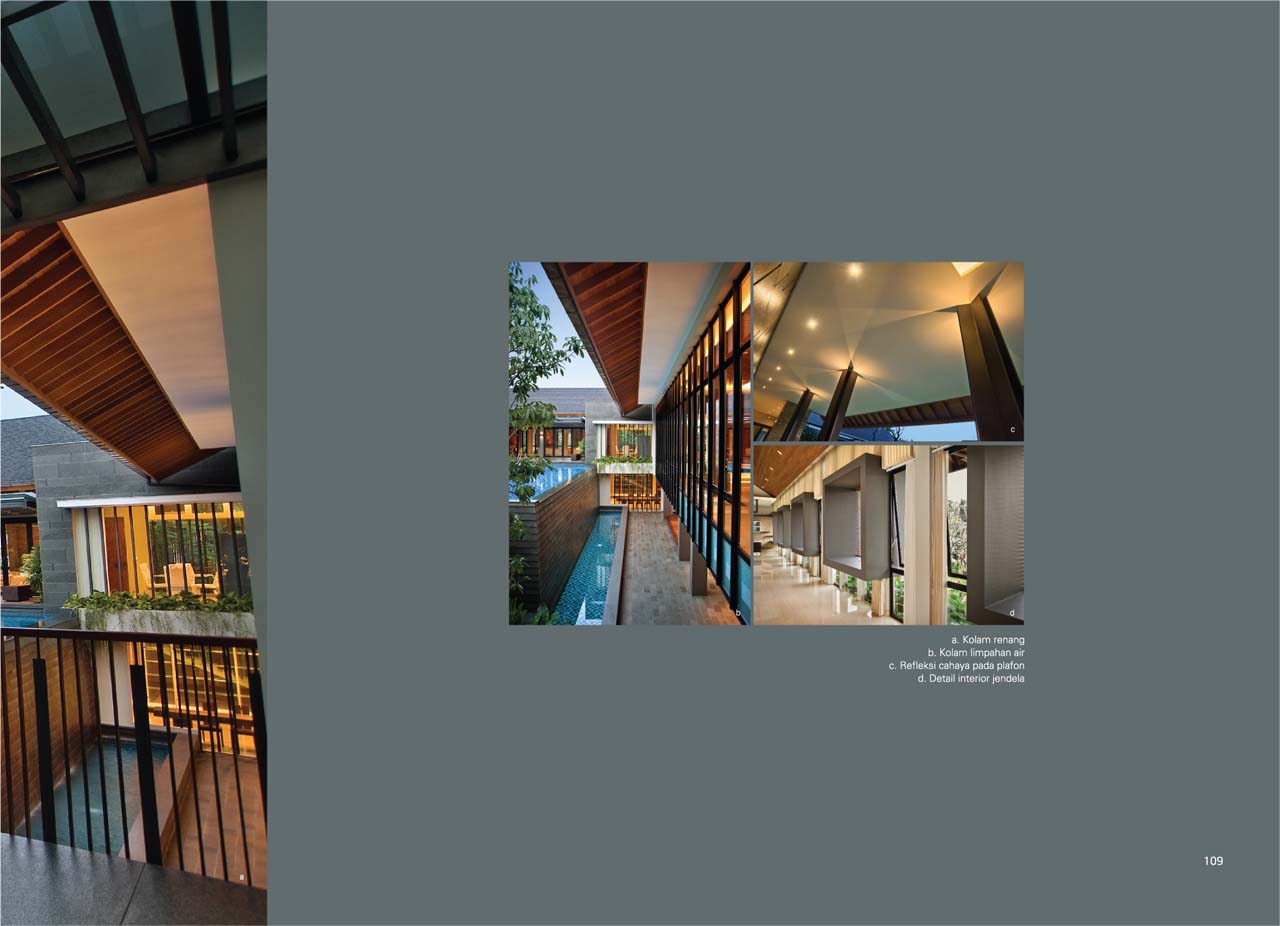 c
b
d
a. Kolam renang
b. Kolam limpahan air
c. Refleksi cahaya pada plafon
d. Detail interior jendela
109
a